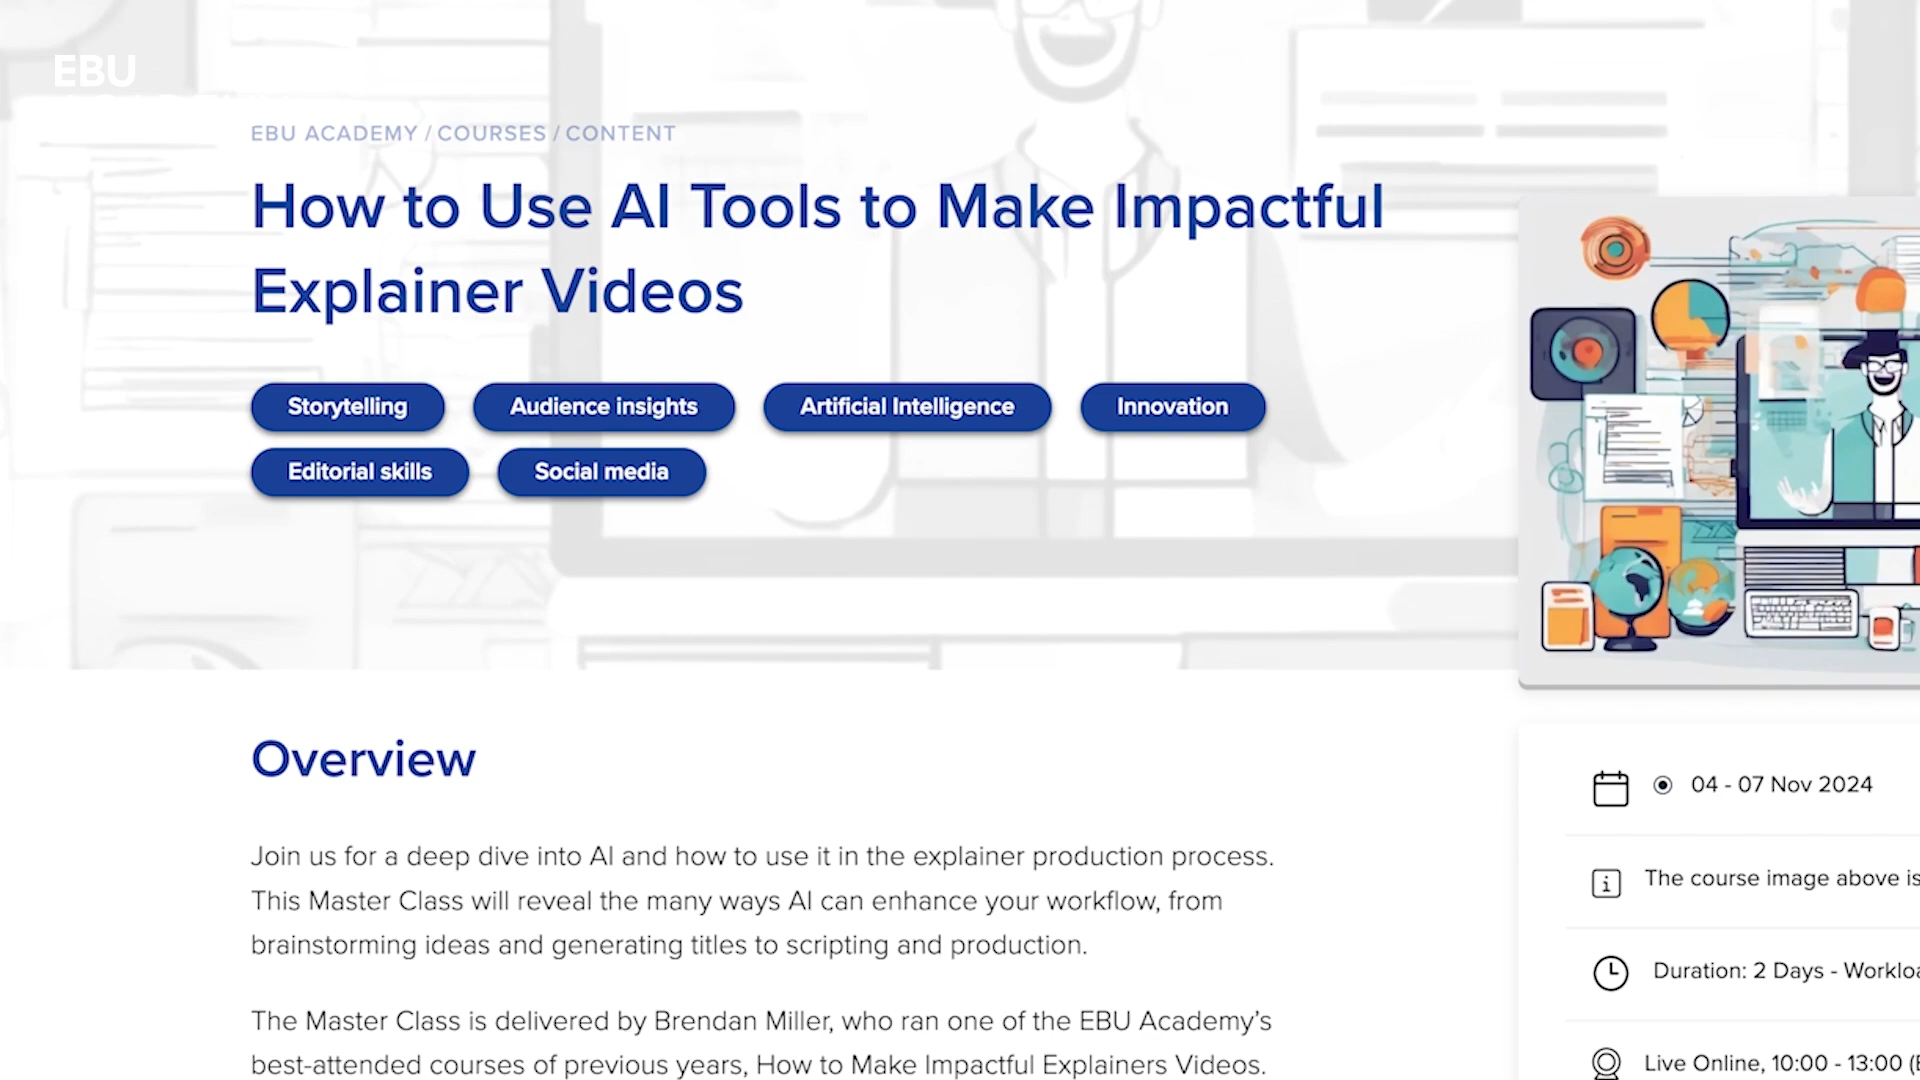 EBU
EBU ACADEMY / COURSES / CONTENT
How to Use AI Tools to Make Impactful
Explainer Videos
Storytelling
Audience insights
Artificial Intelligence
Innovation
Editorial skills
Social media
Overview
Join us for a deep dive into AI and how to use it in the explainer production process.
This Master Class will reveal the many ways AI can enhance your workflow, from
brainstorming ideas and generating titles to scripting and production.
The Master Class is delivered by Brendan Miller, who ran one of the EBU Academy’s
best-attended courses of previous years, How to Make Impactful Explainers Videos.
04 - 07 Nov 2024
The course image above is
Duration: 2 Days -
Live Online, 10:00 - 13:00